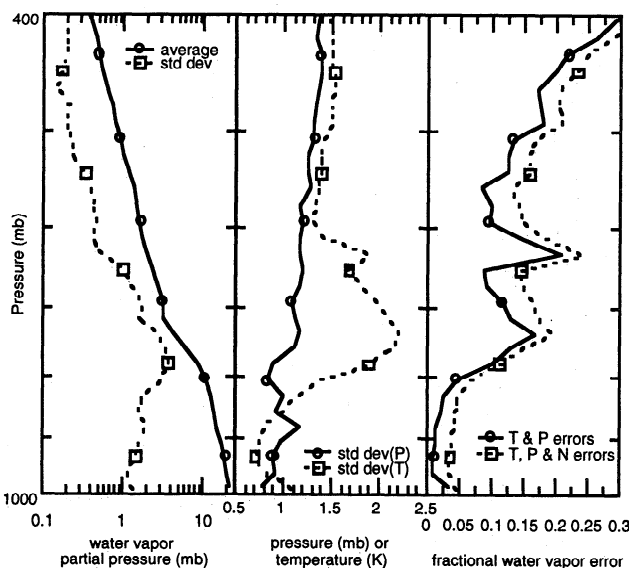 400
average
std dev
Pressure (mb)
std dev(P)
std dev(T)
T & P errors
T, P & N errors
1000
0.1 1 10 0.5 1 1.5 2 2.5
0 0.05 0.1 0.15 0.2 0.25 0.3
water vapor
partial pressure (mb)
pressure (mb) or
temperature (K)
fractional water vapor error